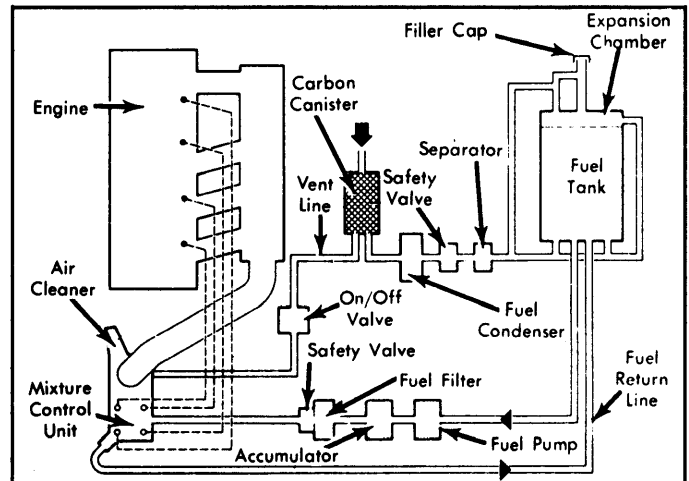 Expansion
Chamber
Filler Cap
Carbon
Canister
Engine
Separator
Safety
Valve
Vent
Line
Fuel
Tank
Air
Cleaner
On/Off
Valve
Fuel
Condenser
Safety Valve
Fuel Filter
Fuel
Return
Line
Mixture
Control
Unit
Accumulator
Fuel Pump